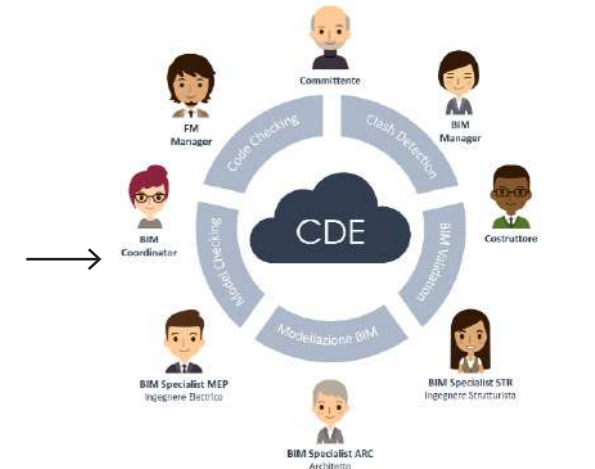 Committente
FM
Manager
BIM
Manager
Code Checking
Clash Detection
BIM
Coordinator
CDE
Costruttore
Model Checking
BIM Validation
Modellazione BIM
BIM Specialist MEP
Ingegnere Elettrico
BIM Specialist STR
Ingegnere Strutturista
BIM Specialist ARC
Architetto